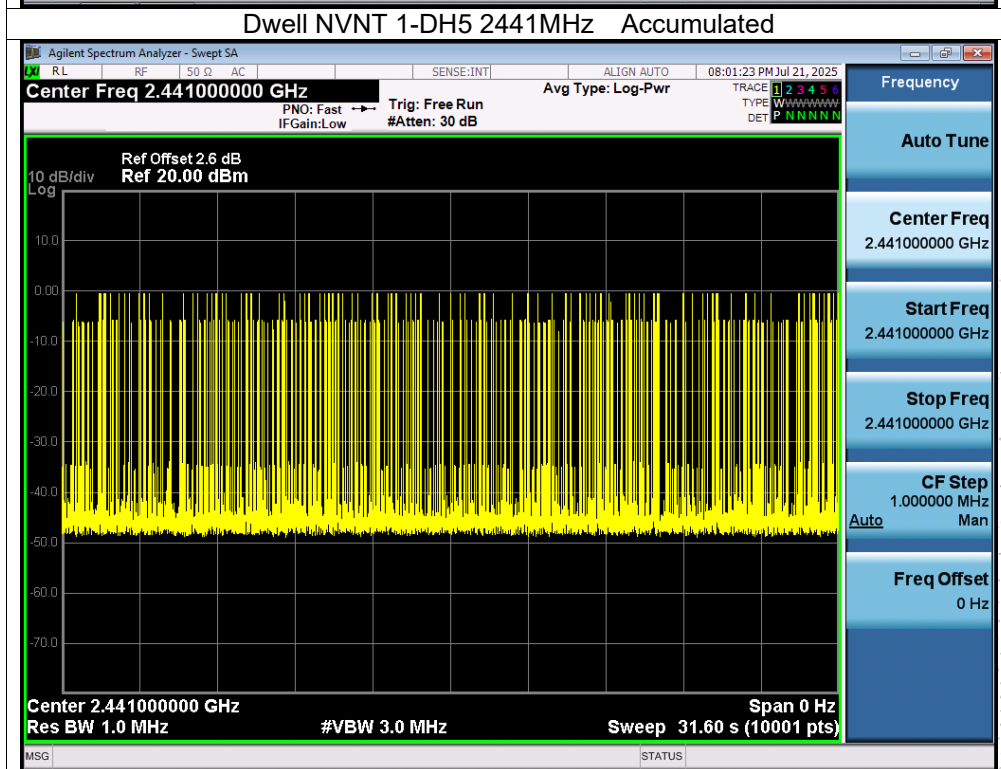 Dwell NVNT 1-DH5 2441MHz Accumulated
Agilent Spectrum Analyzer - Swept SA
LXI RL RF 50 Ω AC SENSE:INT ALIGN AUTO 08:01:23 PM Jul 21, 2025
Center Freq 2.441000000 GHz
PNO: Fast
IFGain:Low
Trig: Free Run
#Atten: 30 dB
Avg Type: Log-Pwr
TRACE 1 2 3 4 5 6
TYPE WWWWWWW
DET P N N N N N
Ref Offset 2.6 dB
10 dB/div Ref 20.00 dBm
Log
10.0
0.00
-10.0
-20.0
-30.0
-40.0
-50.0
-60.0
-70.0
Center 2.441000000 GHz Span 0 Hz
Res BW 1.0 MHz #VBW 3.0 MHz Sweep 31.60 s (10001 pts)
MSG STATUS
Frequency
Auto Tune
Center Freq
2.441000000 GHz
Start Freq
2.441000000 GHz
Stop Freq
2.441000000 GHz
CF Step
1.000000 MHz
Auto Man
Freq Offset
0 Hz